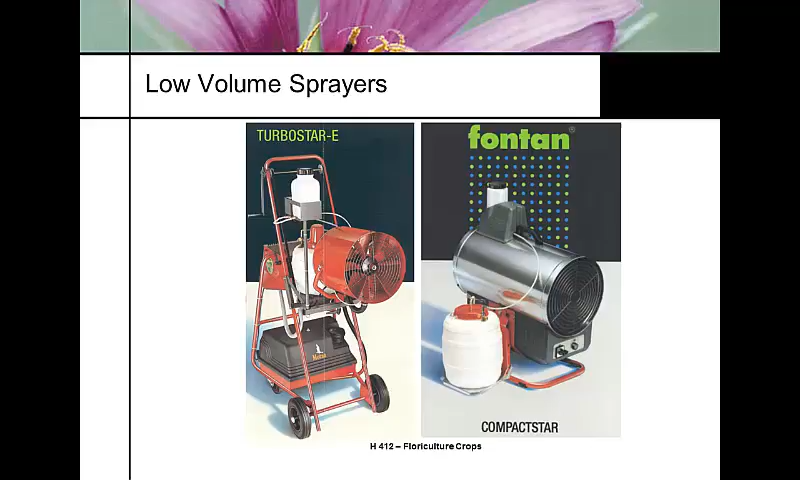 Low Volume Sprayers
TURBOSTAR-E
fontan®
COMPACTSTAR
H 412 – Floriculture Crops